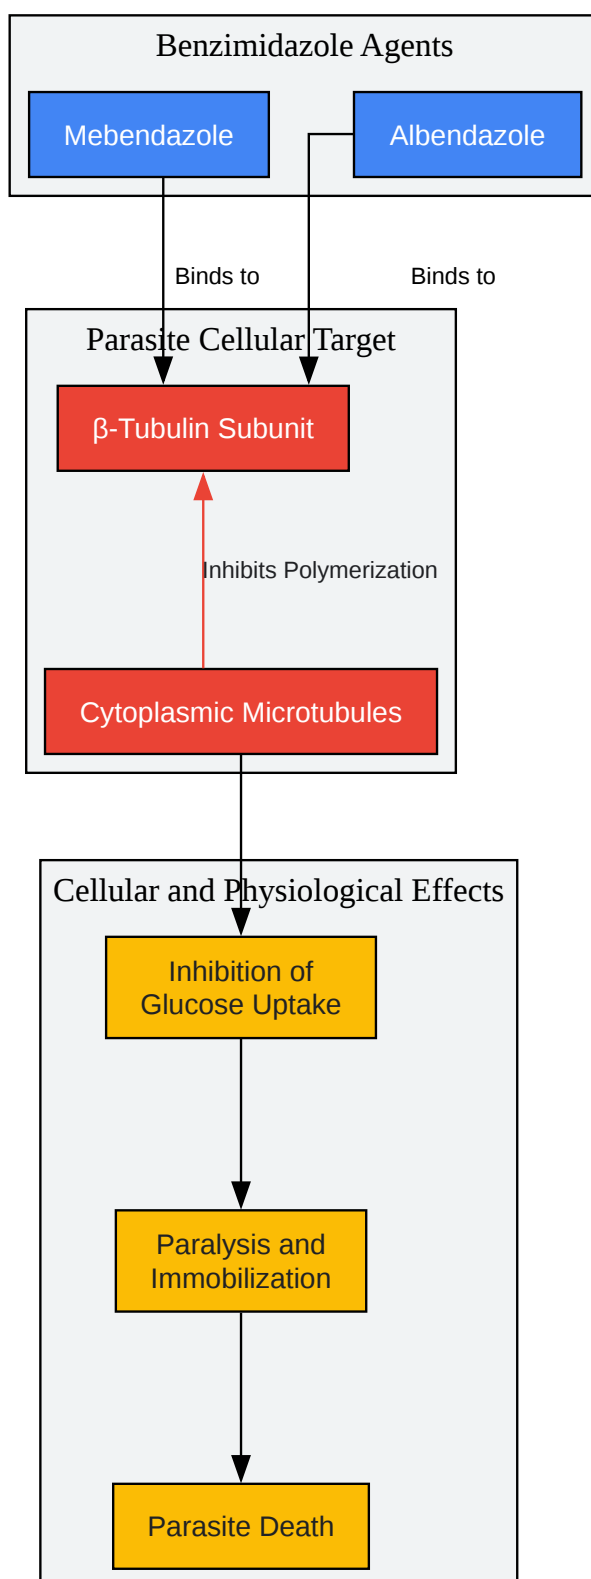 Benzimidazole Agents
Mebendazole
Albendazole
Binds to
Binds to
Parasite Cellular Target
β-Tubulin Subunit
Inhibits Polymerization
Cytoplasmic Microtubules
Cellular and Physiological Effects
Inhibition of
Glucose Uptake
Paralysis and
Immobilization
Parasite Death